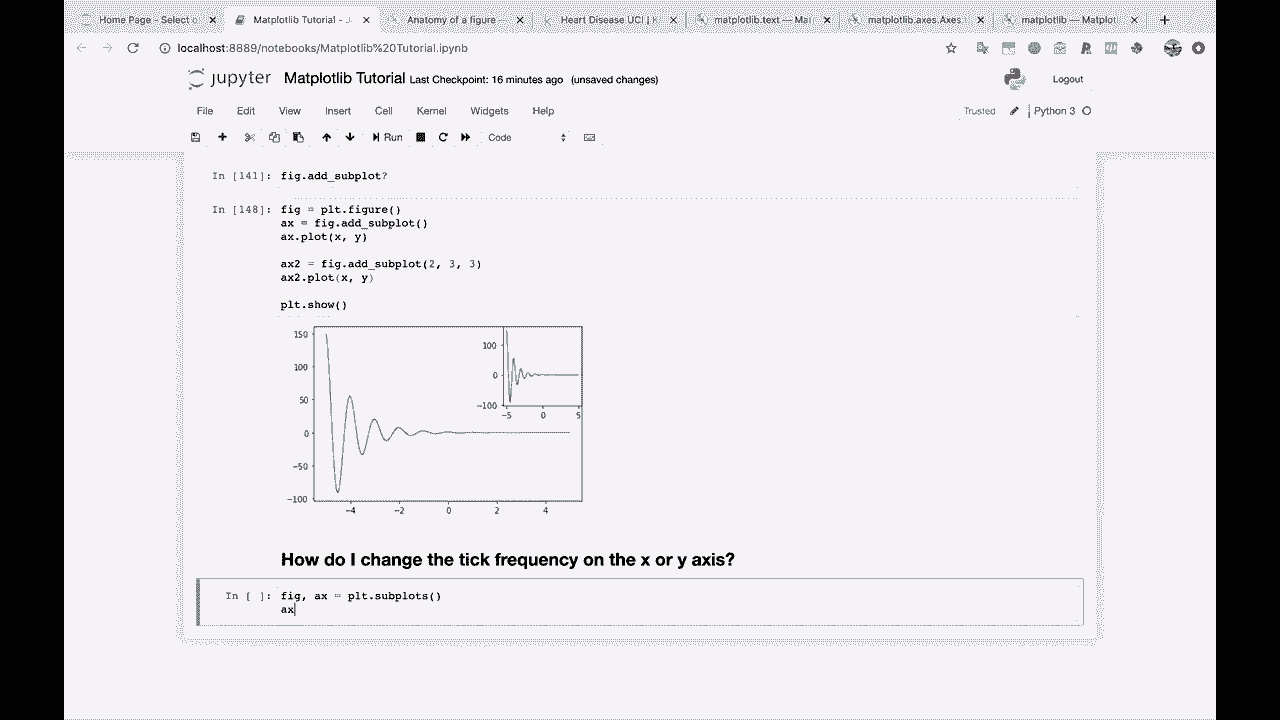 Home Page - Select o
Matplotlib Tutorial - J
Anatomy of a figure
Heart Disease UCI |
matplotlib.text — Mat
matplotlib.axes.Axes
matplotlib — Matplot
localhost:8889/notebooks/Matplotlib%20Tutorial.ipynb
jupyter Matplotlib Tutorial Last Checkpoint: 16 minutes ago (unsaved changes)
Logout
File Edit View Insert Cell Kernel Widgets Help
Trusted Python 3
Run Code
In [141]: fig.add_subplot?
In [148]: fig = plt.figure()
ax = fig.add_subplot()
ax.plot(x, y)
ax2 = fig.add_subplot(2, 3, 3)
ax2.plot(x, y)
plt.show()
150
100
50
0
−50
−100
−4 −2 0 2 4
100
0
−100
−5 0 5
How do I change the tick frequency on the x or y axis?
In [ ]: fig, ax = plt.subplots()
ax